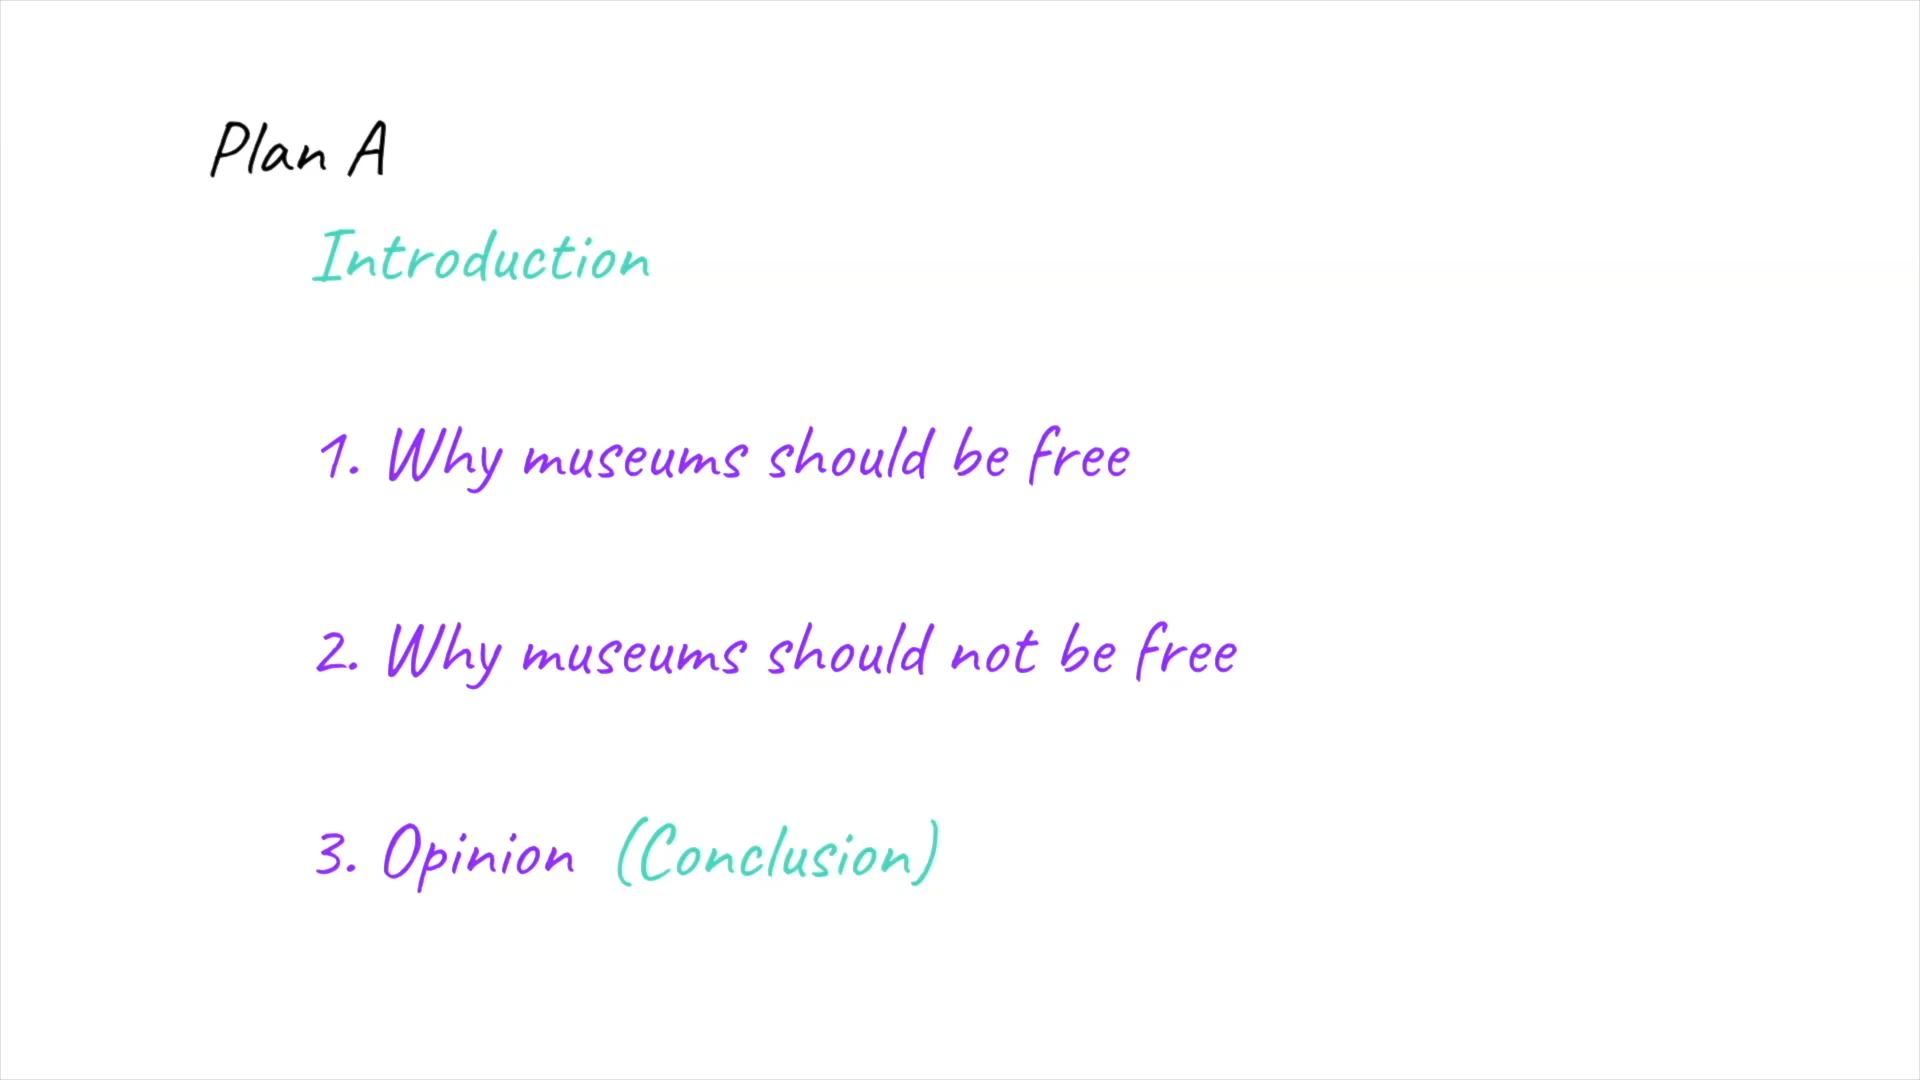 Plan A
Introduction
1. Why museums should be free
2. Why museums should not be free
3. Opinion (Conclusion)